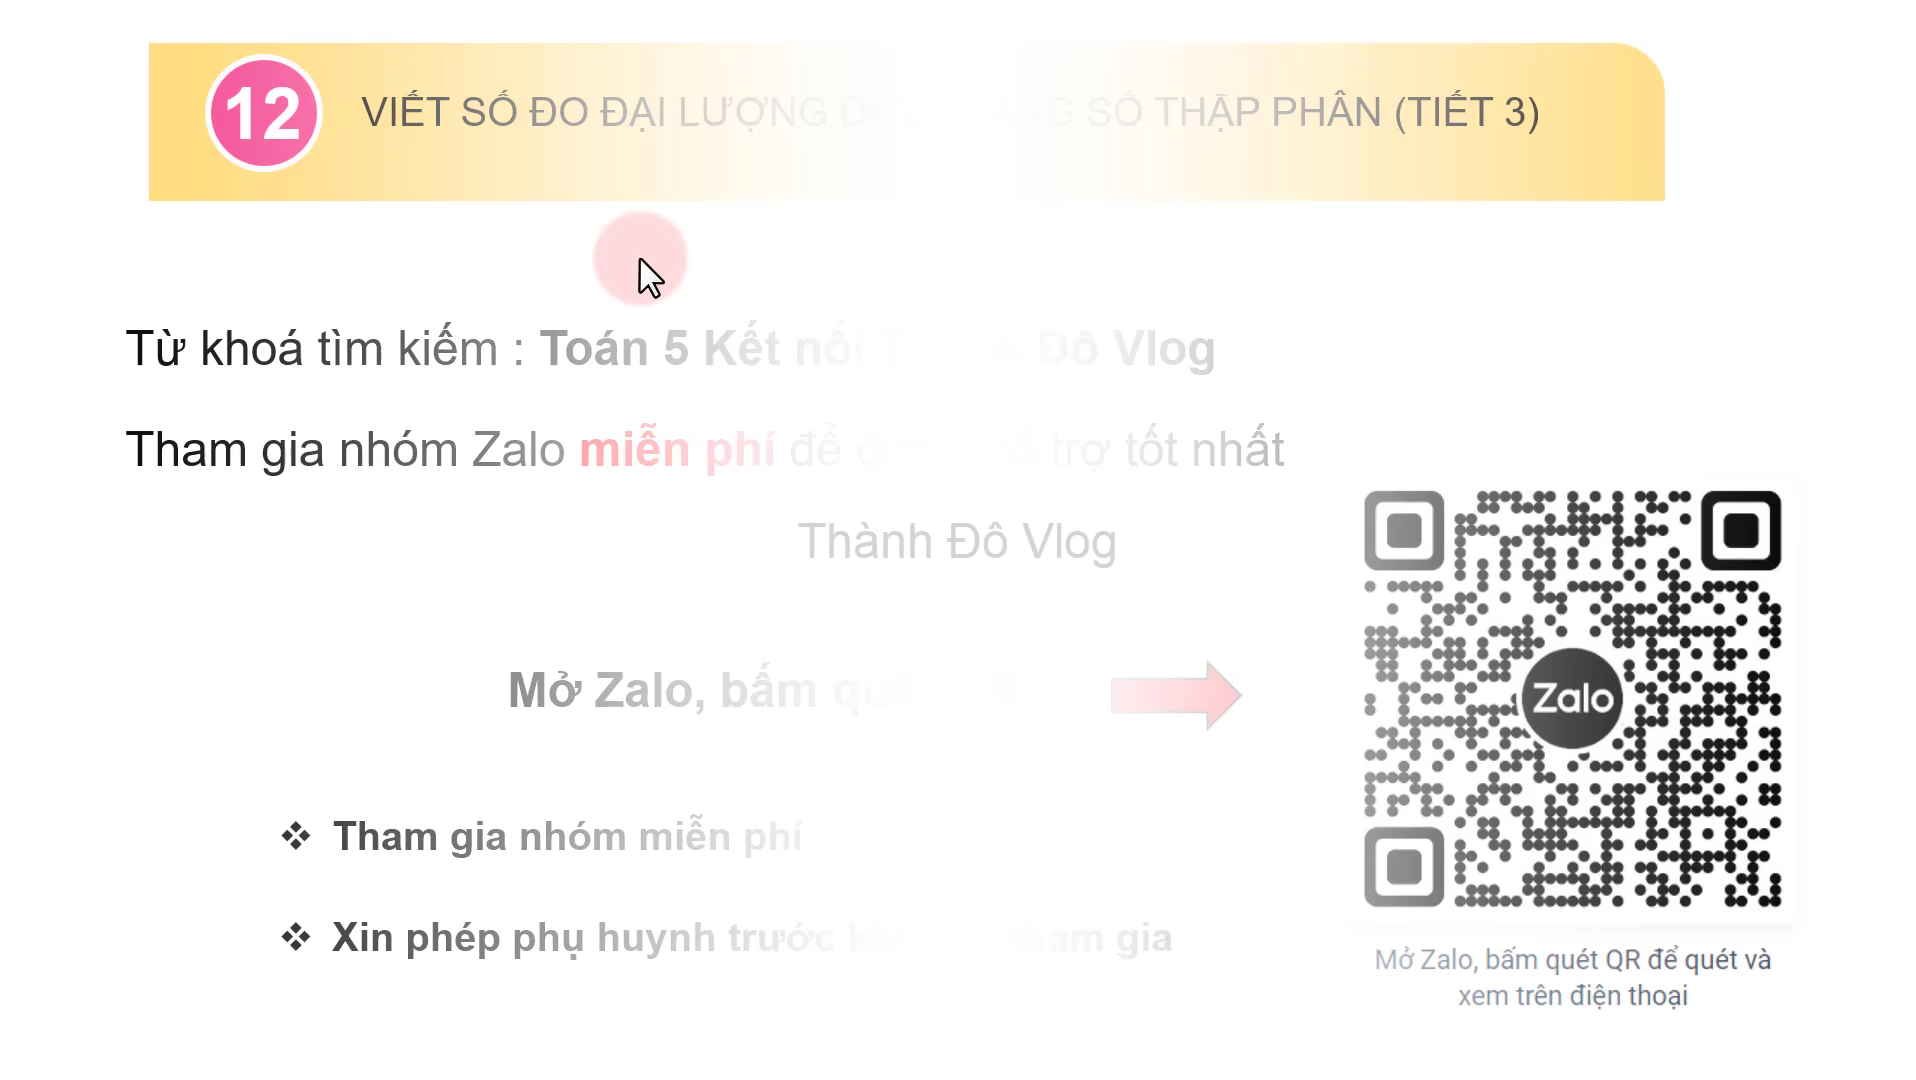 12
VIẾT SỐ ĐO ĐẠI LƯỢNG SỐ THẬP PHÂN (TIẾT 3)
Từ khoá tìm kiếm : Toán 5 Kết nối Đô Vlog
Tham gia nhóm Zalo miễn phí để trợ tốt nhất
Thành Đô Vlog
Mở Zalo, bấm
Zalo
Tham gia nhóm miễn phí
Xin phép phụ huynh trước tham gia
Mở Zalo, bấm quét QR để quét và
xem trên điện thoại